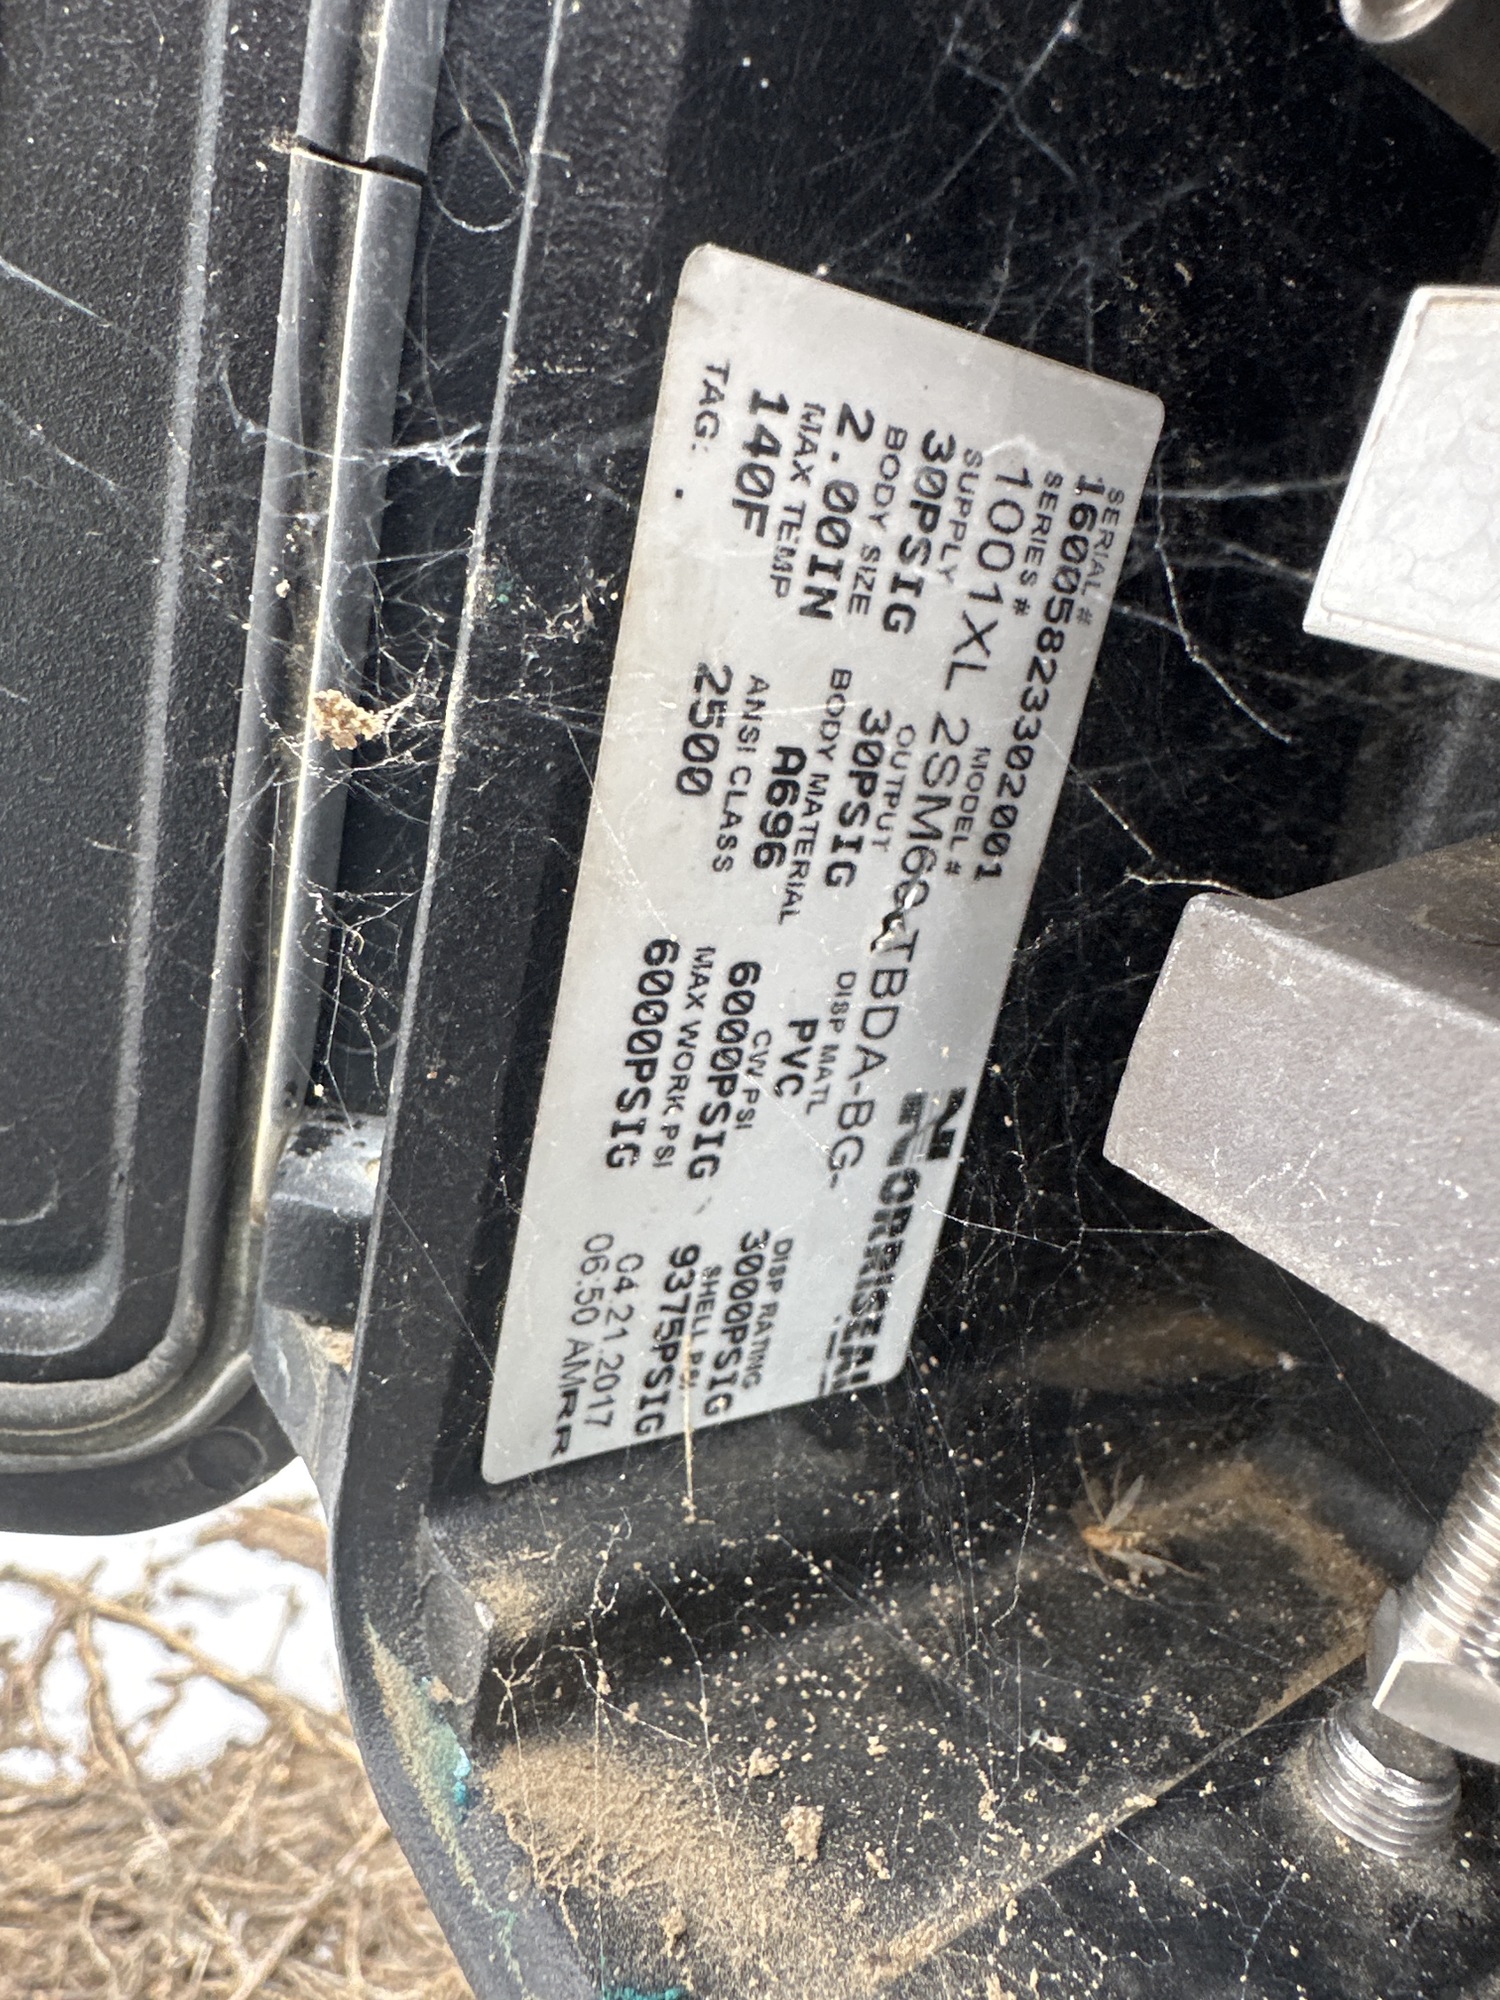 SERIAL #
160058233020001
NORRISEAL
SERIES # MODEL #
1001XL 2SM60-TBDA-BG-
SUPPLY OUTPUT DISP MATL DISP RATING
30PSIG 30PSIG PVC 3000PSIG
BODY SIZE BODY MATERIAL CW PSI SHELL PSI
2.00IN A696 6000PSIG 9375PSIG
MAX TEMP ANSI CLASS MAX WORK PSI 04.21.2017
140F 2500 6000PSIG 06:50 AMRR
TAG: .